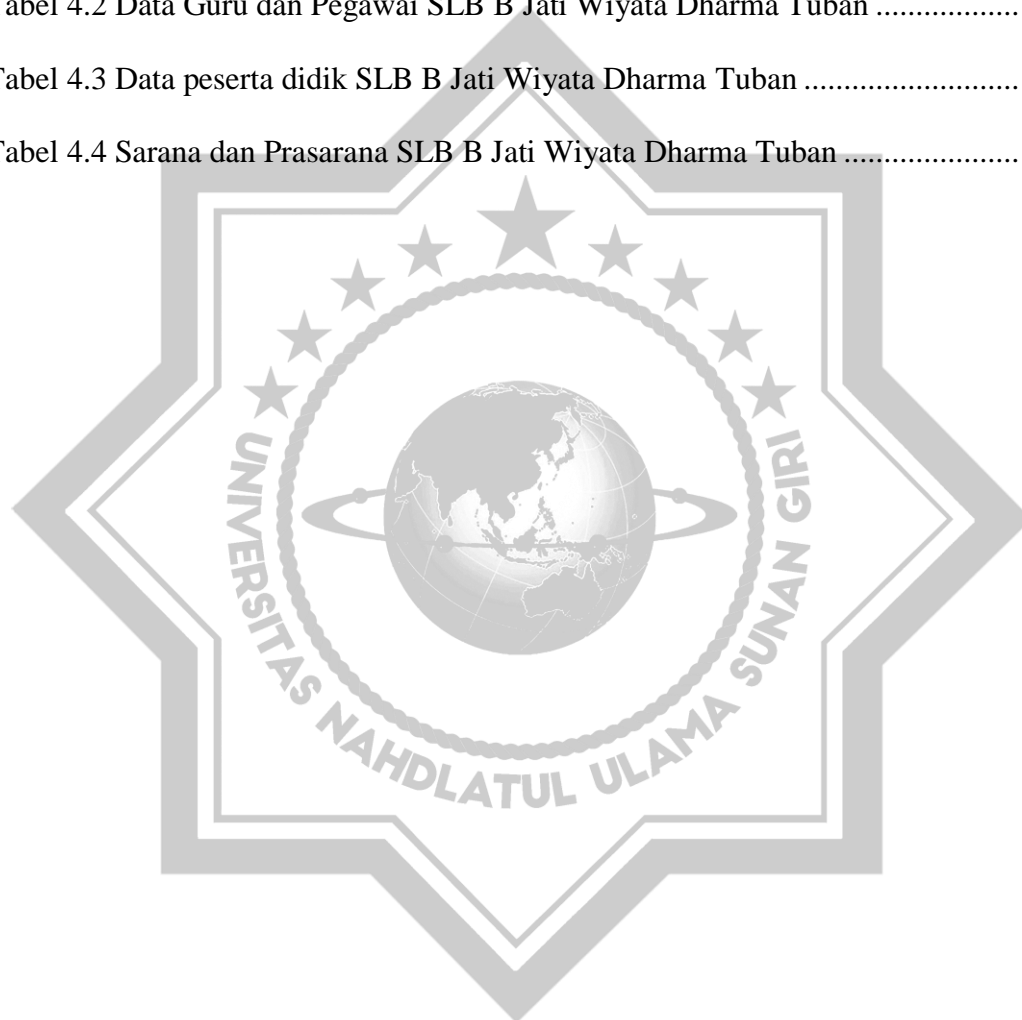 Tabel 4.2 Data Guru dan Pegawai SLB B Jati Wiyata Dharma Tuban ..................
Tabel 4.3 Data peserta didik SLB B Jati Wiyata Dharma Tuban ...........................
Tabel 4.4 Sarana dan Prasarana SLB B Jati Wiyata Dharma Tuban ......................
UNIVERSITAS NAHDLATUL ULAMA SUNAN GIRI